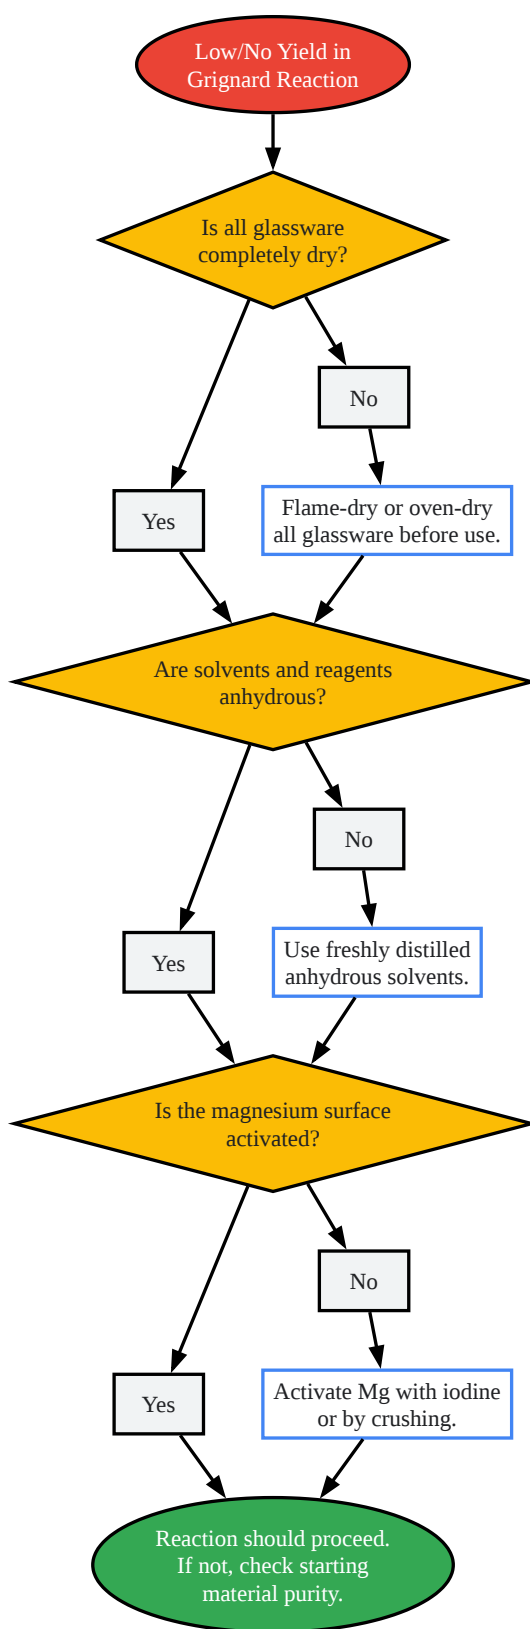 Low/No Yield in
Grignard Reaction
Is all glassware
completely dry?
No
Yes
Flame-dry or oven-dry
all glassware before use.
Are solvents and reagents
anhydrous?
No
Yes
Use freshly distilled
anhydrous solvents.
Is the magnesium surface
activated?
No
Yes
Activate Mg with iodine
or by crushing.
Reaction should proceed.
If not, check starting
material purity.